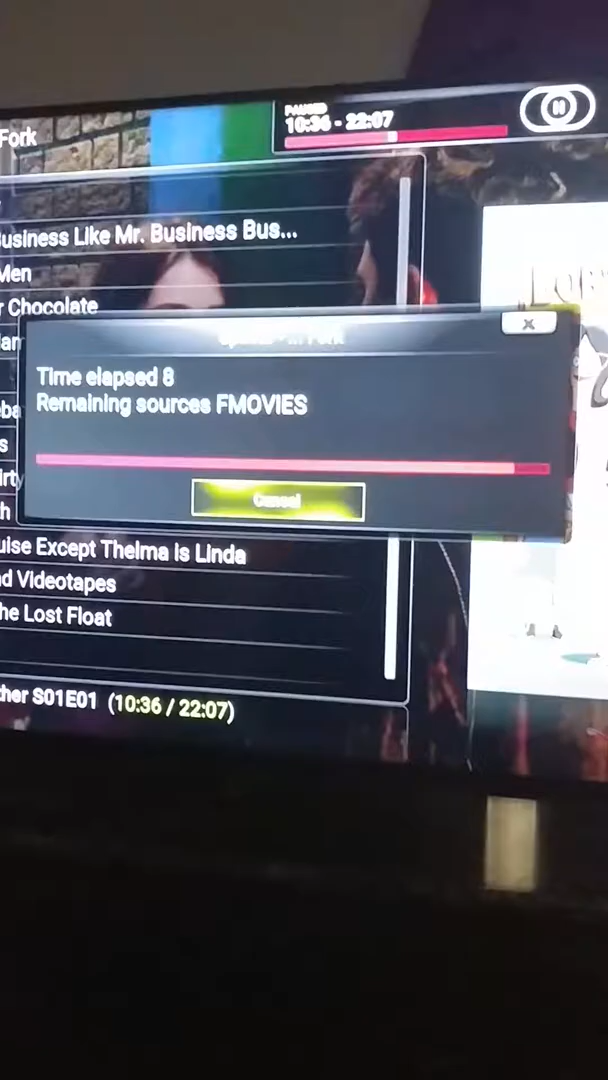 Fork
PAUSED
10:36 - 22:07
Business Like Mr. Business Bus...
Men
r Chocolate
Time elapsed 8
Remaining sources FMOVIES
Cancel
uise Except Thelma is Linda
nd Videotapes
he Lost Float
ther S01E01 (10:36 / 22:07)